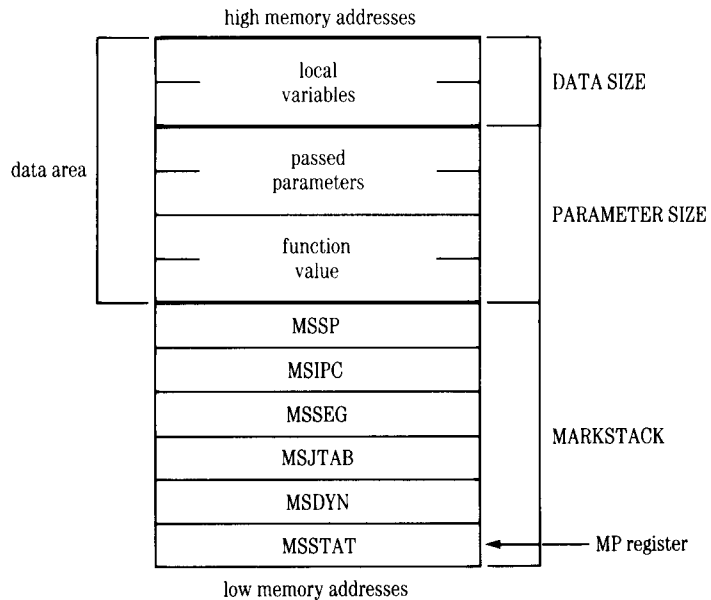 high memory addresses
local
variables
DATA SIZE
data area
passed
parameters
PARAMETER SIZE
function
value
MSSP
MSIPC
MSSEG
MARKSTACK
MSJTAB
MSDYN
MSSTAT
MP register
low memory addresses